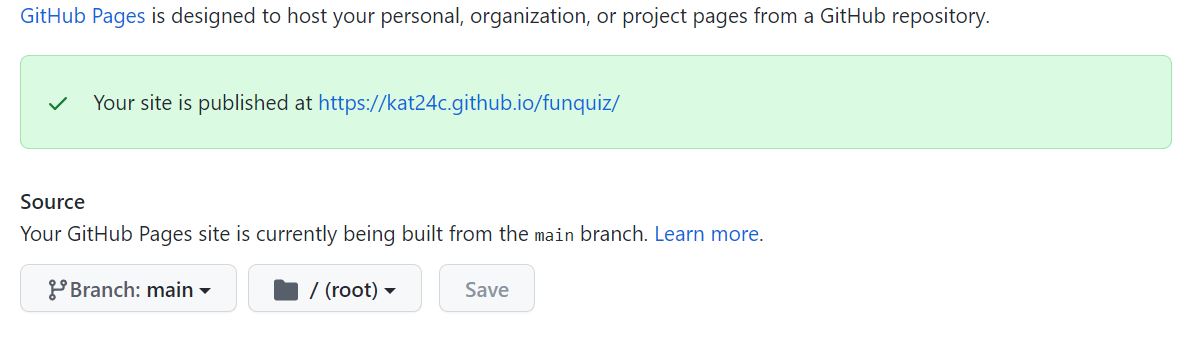 GitHub Pages is designed to host your personal, organization, or project pages from a GitHub repository.
Your site is published at https://kat24c.github.io/funquiz/
Source
Your GitHub Pages site is currently being built from the main branch. Learn more.
Branch: main / (root) Save